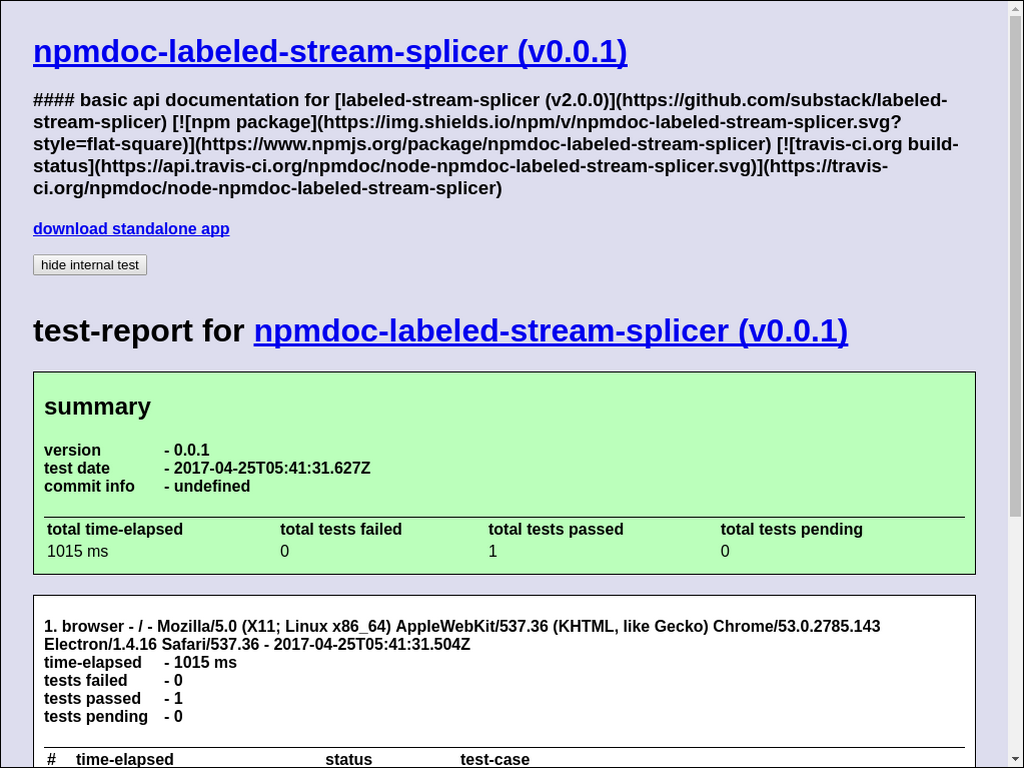 npmdoc-labeled-stream-splicer (v0.0.1)
#### basic api documentation for [labeled-stream-splicer (v2.0.0)](https://github.com/substack/labeled-
stream-splicer) [![npm package](https://img.shields.io/npm/v/npmdoc-labeled-stream-splicer.svg?
style=flat-square)](https://www.npmjs.org/package/npmdoc-labeled-stream-splicer) [![travis-ci.org build-
status](https://api.travis-ci.org/npmdoc/node-npmdoc-labeled-stream-splicer.svg)](https://travis-
ci.org/npmdoc/node-npmdoc-labeled-stream-splicer)
download standalone app
hide internal test
test-report for npmdoc-labeled-stream-splicer (v0.0.1)
summary
version - 0.0.1
test date - 2017-04-25T05:41:31.627Z
commit info - undefined
total time-elapsed total tests failed total tests passed total tests pending
1015 ms 0 1 0
1. browser - / - Mozilla/5.0 (X11; Linux x86_64) AppleWebKit/537.36 (KHTML, like Gecko) Chrome/53.0.2785.143
Electron/1.4.16 Safari/537.36 - 2017-04-25T05:41:31.504Z
time-elapsed - 1015 ms
tests failed - 0
tests passed - 1
tests pending - 0
# time-elapsed status test-case